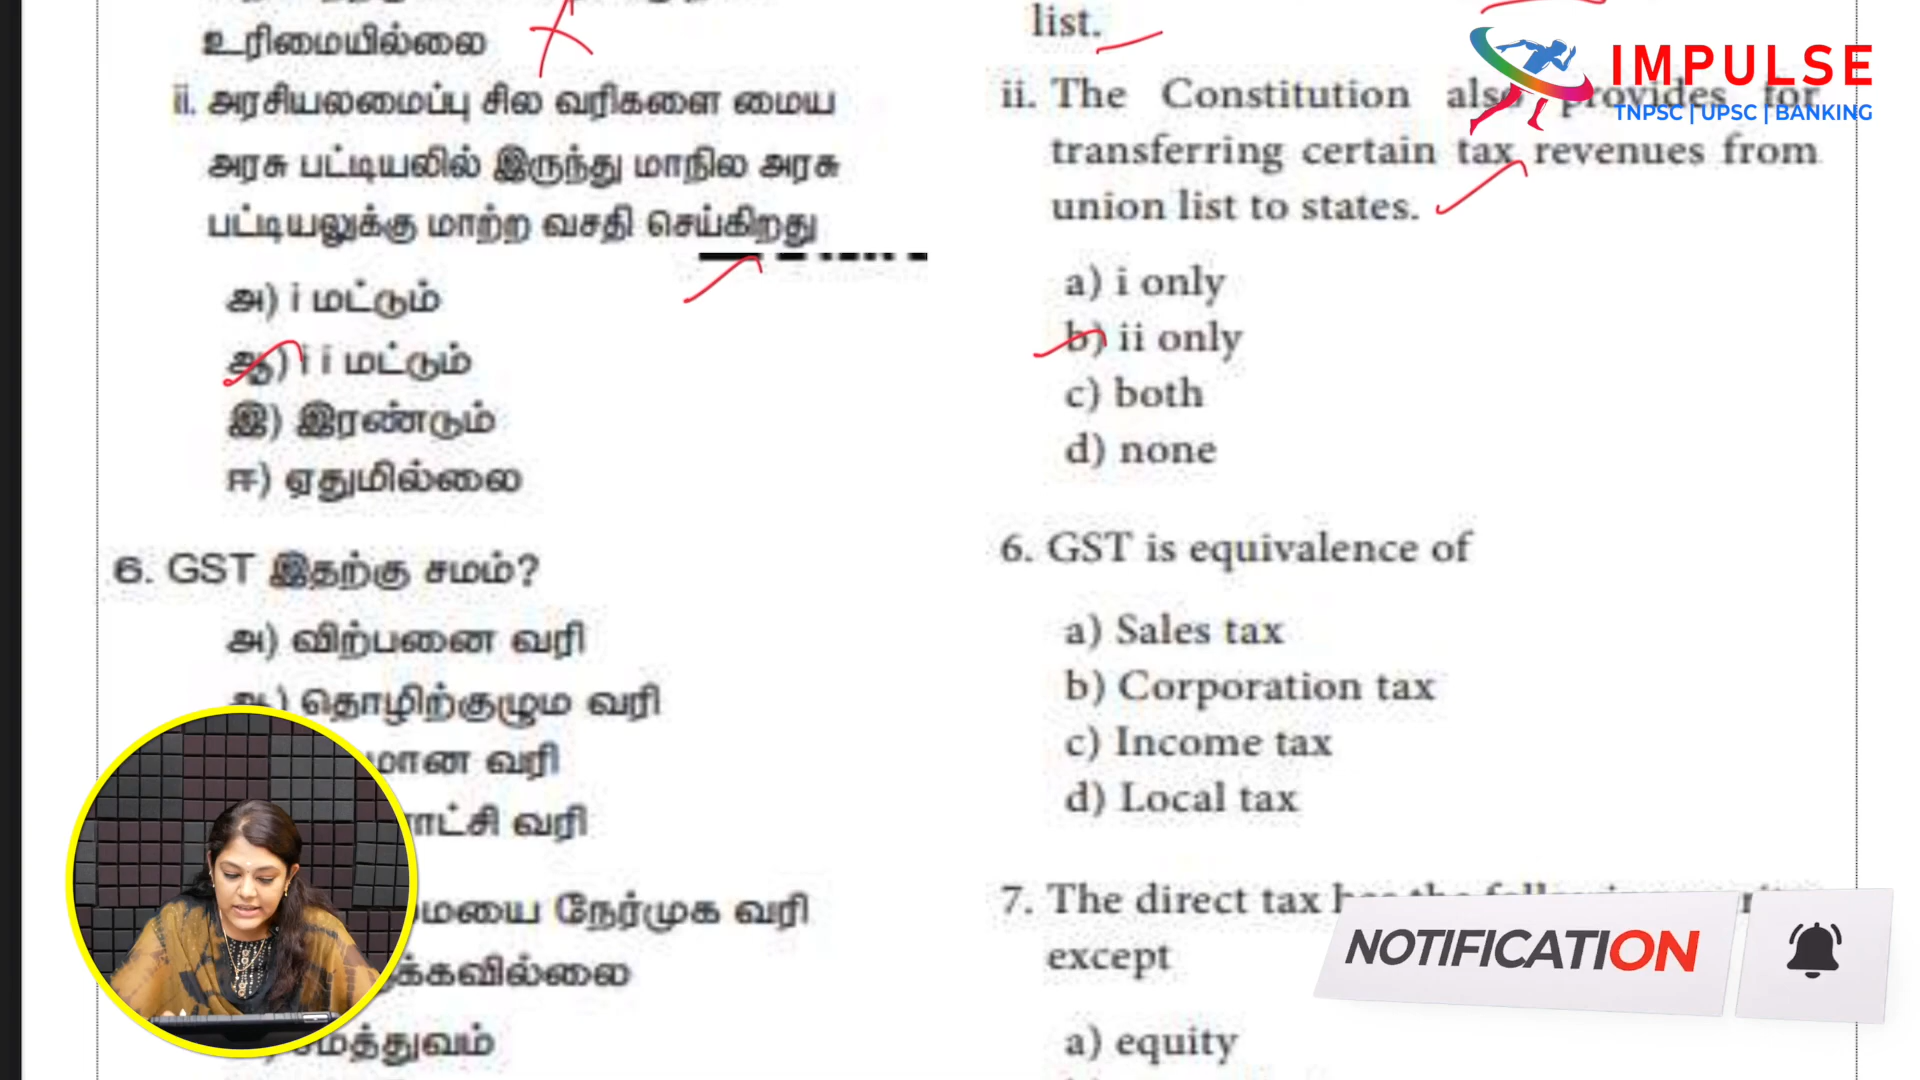 உரிமையில்லை
ii. அரசியலமைப்பு சில வரிகளை மைய
அரசு பட்டியலில் இருந்து மாநில அரசு
பட்டியலுக்கு மாற்ற வசதி செய்கிறது
அ) i மட்டும்
ஆ) i i மட்டும்
இ) இரண்டும்
ஈ) ஏதுமில்லை
6. GST இதற்கு சமம்?
அ) விற்பனை வரி
ஆ) தொழிற்குழும வரி
வரி
வரி
நேர்முக வரி
சமத்துவம்
list.
ii. The Constitution also provides for
transferring certain tax revenues from
union list to states.
a) i only
b) ii only
c) both
d) none
6. GST is equivalence of
a) Sales tax
b) Corporation tax
c) Income tax
d) Local tax
7. The direct tax has the
except
a) equity
IMPULSE
TNPSC | UPSC | BANKING
NOTIFICATION